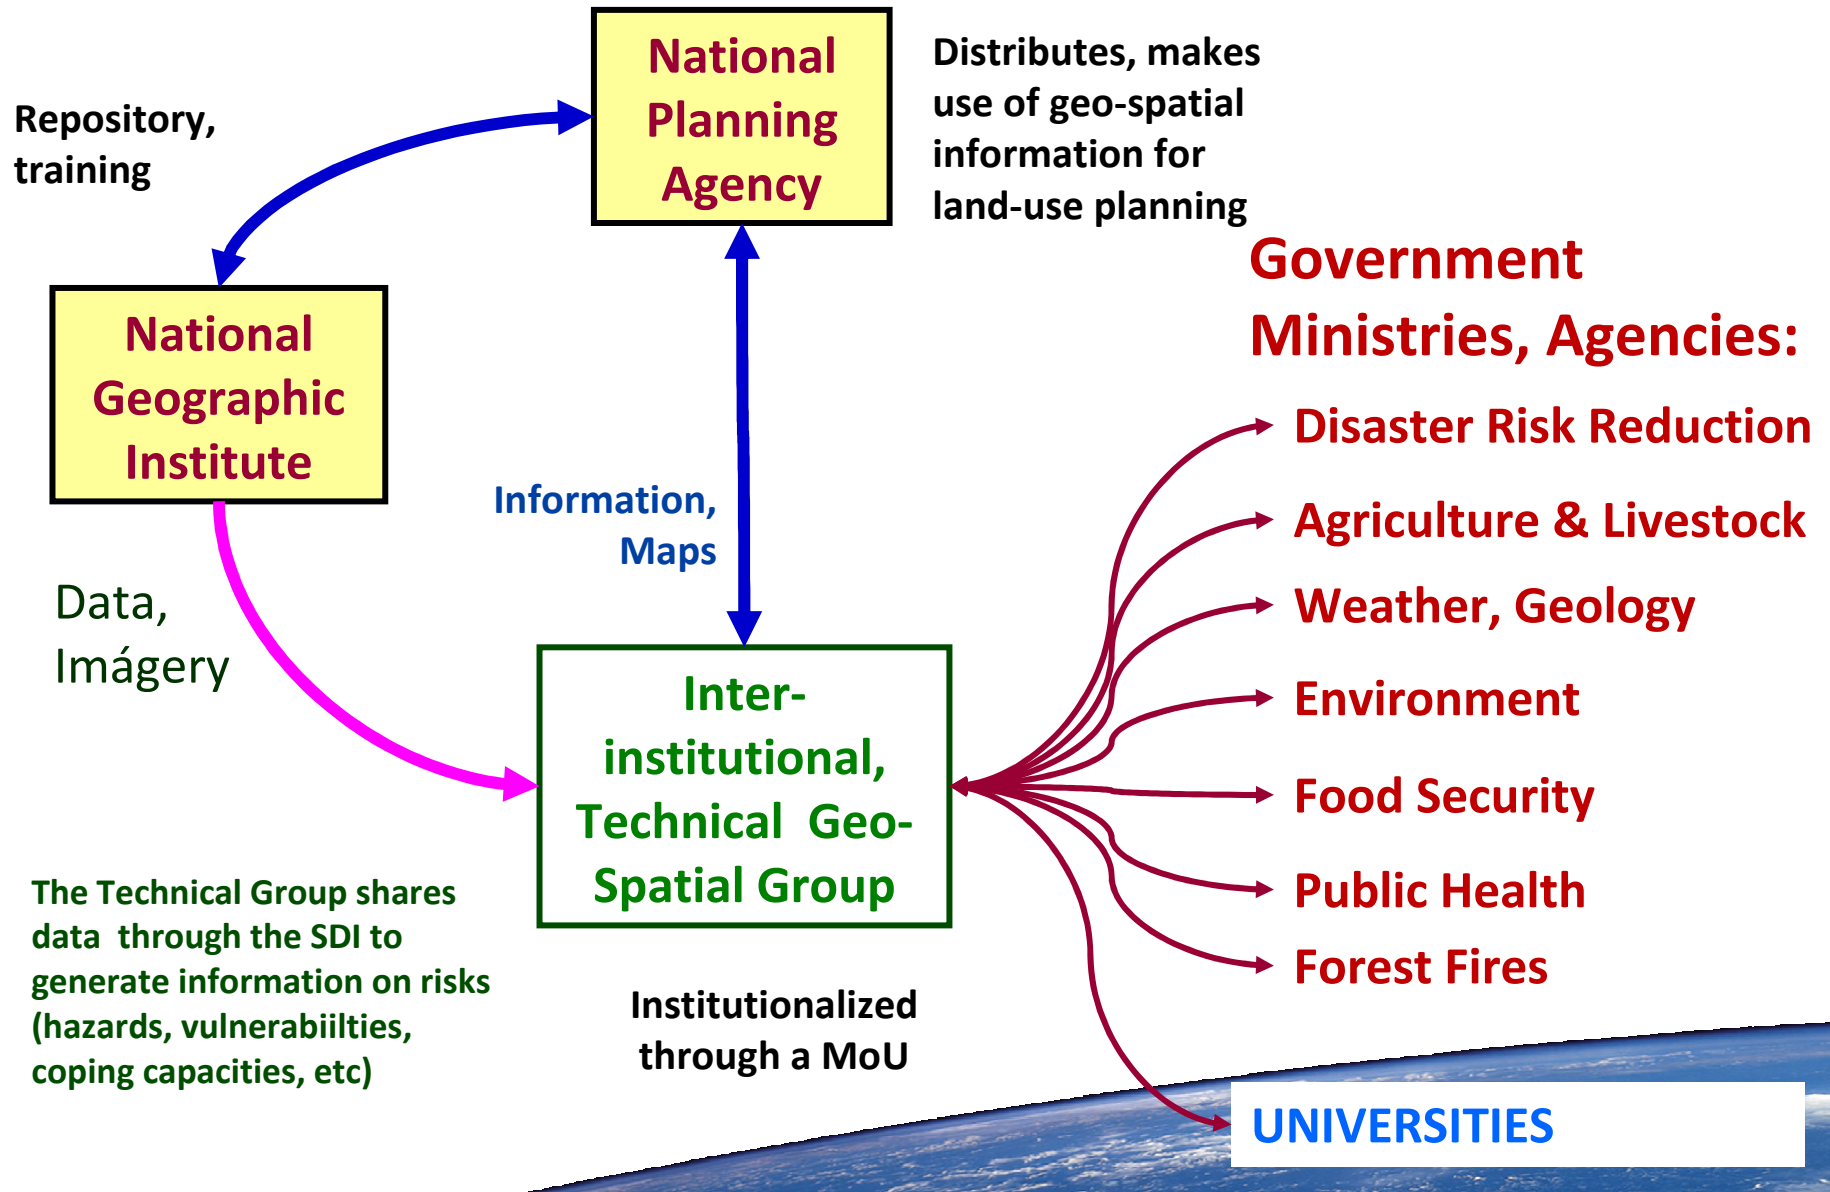 National
Planning
Agency
Distributes, makes
use of geo-spatial
information for
land-use planning
Repository,
training
National
Geographic
Institute
Government
Ministries, Agencies:
Disaster Risk Reduction
Agriculture & Livestock
Weather, Geology
Environment
Food Security
Public Health
Forest Fires
UNIVERSITIES
Information,
Maps
Data,
Imágery
Inter-
institutional,
Technical  Geo-
Spatial Group
The Technical Group shares
data  through the SDI to
generate information on risks
(hazards, vulnerabiilties,
coping capacities, etc)
Institutionalized
through a MoU